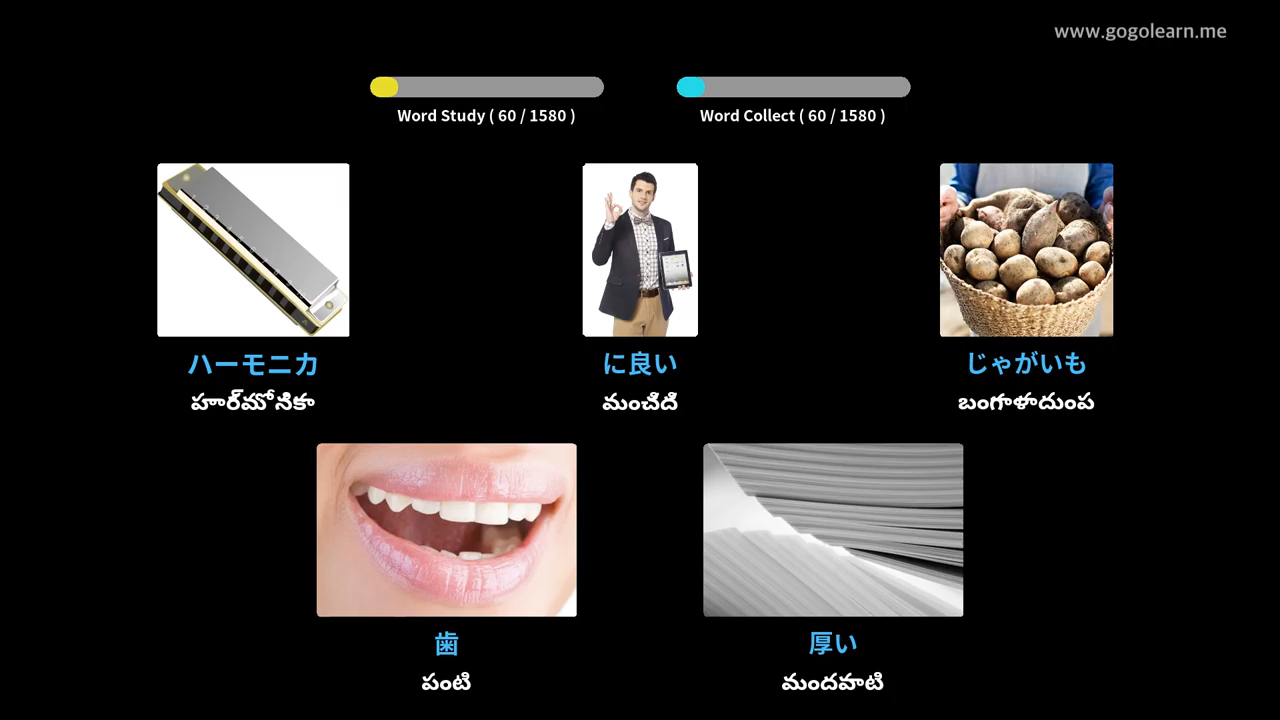 www.gogolearn.me
Word Study ( 60 / 1580 )
Word Collect ( 60 / 1580 )
ハーモニカ
హార్మోనికా
に良い
మంచిది
じゃがいも
బంగాళాదుంప
歯
పంటి
厚い
మందపాటి